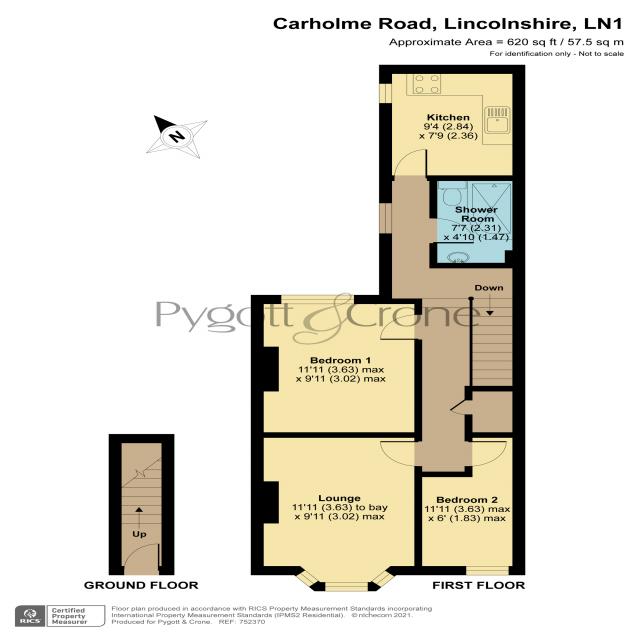 Carholme Road, Lincolnshire, LN1
Approximate Area = 620 sq ft / 57.5 sq m
For identification only - Not to scale
N
Kitchen
9'4 (2.84)
x 7'9 (2.36)
Shower
Room
7'7 (2.31)
x 4'10 (1.47)
Down
Pygott & Crone
Bedroom 1
11'11 (3.63) max
x 9'11 (3.02) max
Lounge
11'11 (3.63) to bay
x 9'11 (3.02) max
Bedroom 2
11'11 (3.63) max
x 6' (1.83) max
Up
GROUND FLOOR
FIRST FLOOR
RICS
Certified
Property
Measurer
Floor plan produced in accordance with RICS Property Measurement Standards incorporating
International Property Measurement Standards (IPMS2 Residential). © nichecom 2021.
Produced for Pygott & Crone. REF: 752370